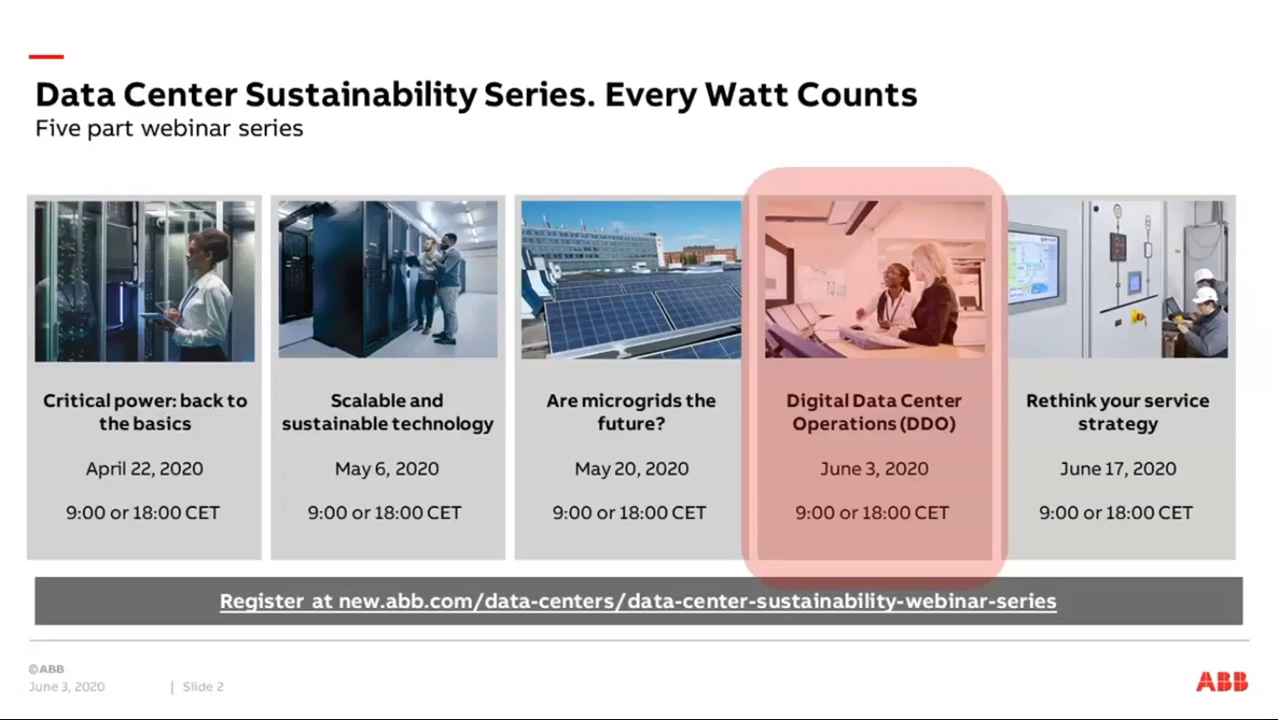 Data Center Sustainability Series. Every Watt Counts
Five part webinar series
Critical power: back to
the basics
April 22, 2020
9:00 or 18:00 CET
Scalable and
sustainable technology
May 6, 2020
9:00 or 18:00 CET
Are microgrids the
future?
May 20, 2020
9:00 or 18:00 CET
Digital Data Center
Operations (DDO)
June 3, 2020
9:00 or 18:00 CET
Rethink your service
strategy
June 17, 2020
9:00 or 18:00 CET
Register at new.abb.com/data-centers/data-center-sustainability-webinar-series
©ABB
June 3, 2020 | Slide 2
ABB